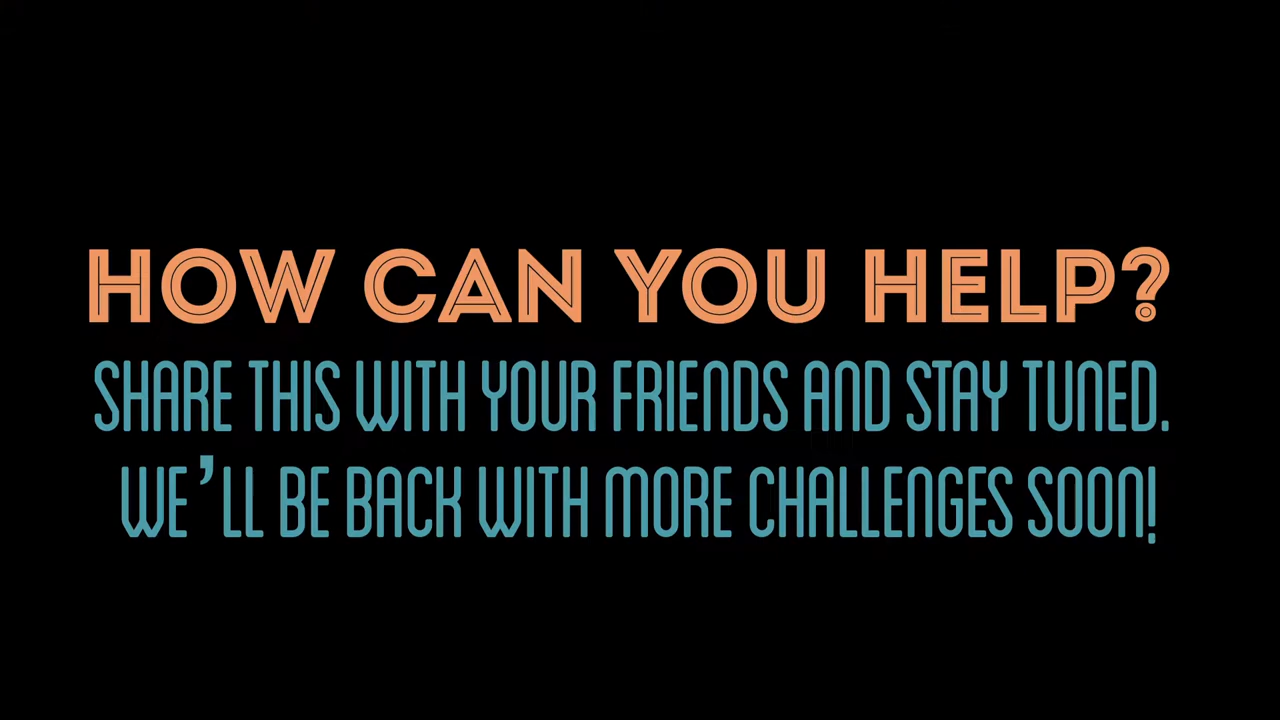 HOW CAN YOU HELP?
SHARE THIS WITH YOUR FRIENDS AND STAY TUNED.
WE'LL BE BACK WITH MORE CHALLENGES SOON!